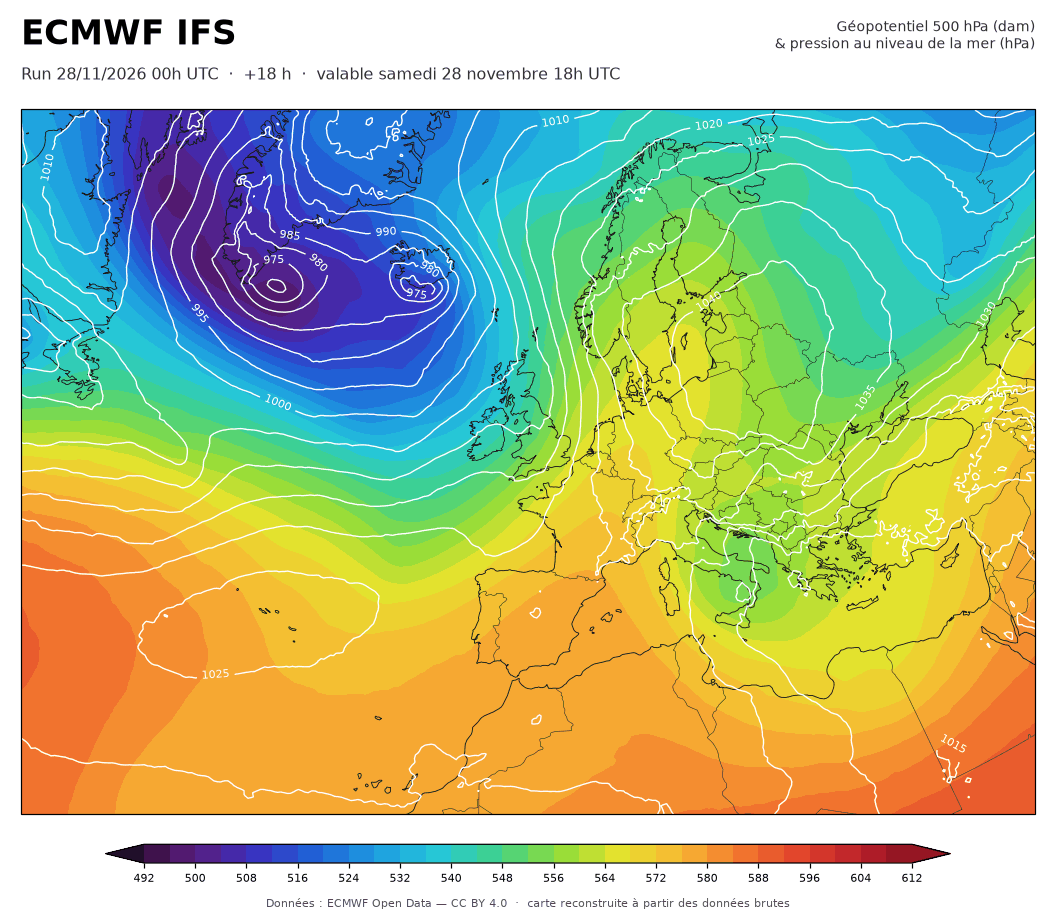 ECMWF IFS
Géopotentiel 500 hPa (dam)
& pression au niveau de la mer (hPa)
Run 28/11/2026 00h UTC · +18 h · valable samedi 28 novembre 18h UTC
1010
1020
1025
1010
990
985
975
980
980
975
995
1000
1040
1030
1035
1025
1015
492 500 508 516 524 532 540 548 556 564 572 580 588 596 604 612
Données : ECMWF Open Data — CC BY 4.0 · carte reconstruite à partir des données brutes